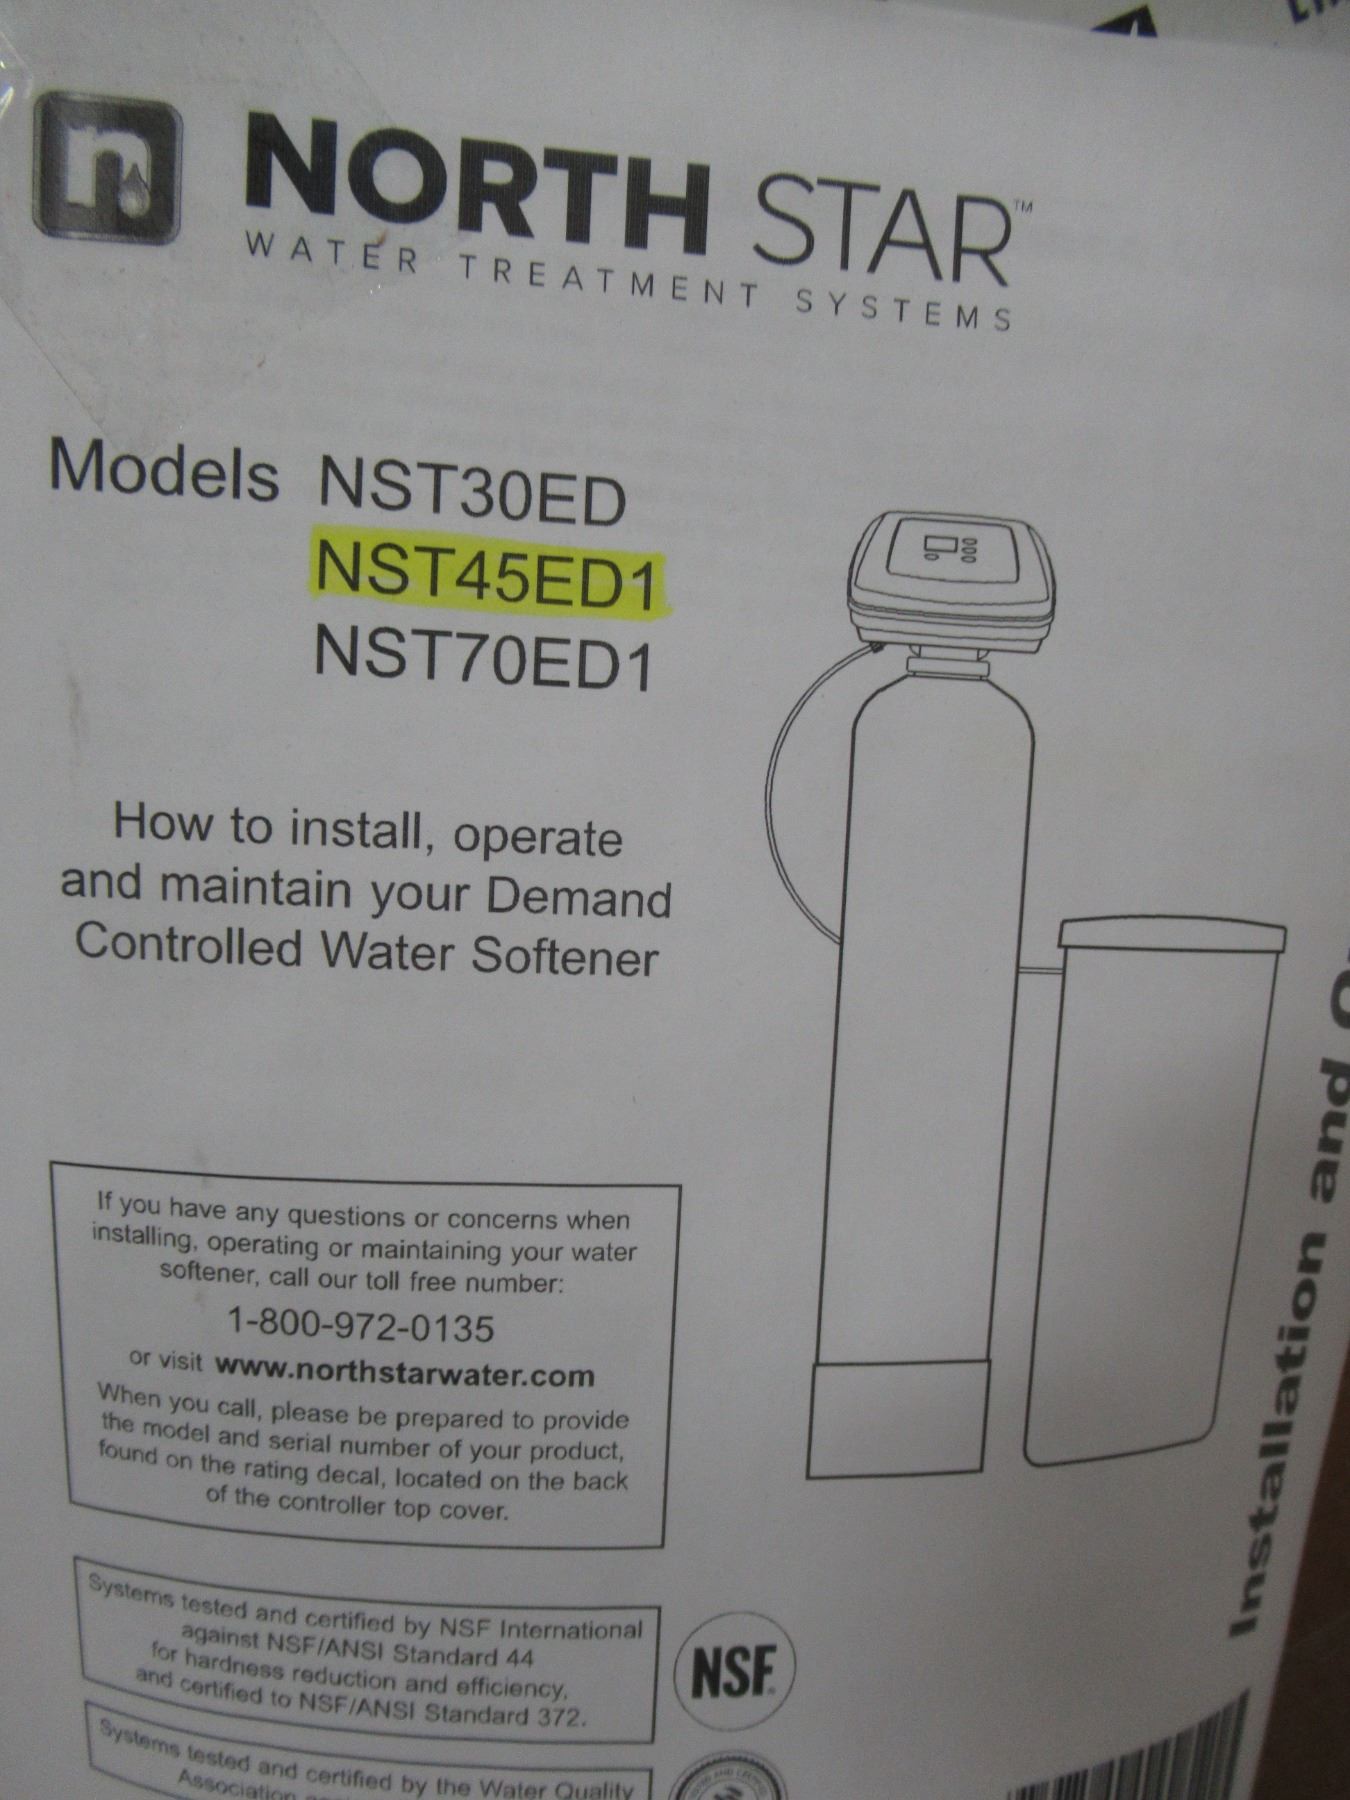 n NORTH STAR™
WATER TREATMENT SYSTEMS
Models NST30ED
NST45ED1
NST70ED1
How to install, operate
and maintain your Demand
Controlled Water Softener
If you have any questions or concerns when
installing, operating or maintaining your water
softener, call our toll free number:
1-800-972-0135
or visit www.northstarwater.com
When you call, please be prepared to provide
the model and serial number of your product,
found on the rating decal, located on the back
of the controller top cover.
Systems tested and certified by NSF International
against NSF/ANSI Standard 44
for hardness reduction and efficiency,
and certified to NSF/ANSI Standard 372.
NSF®
Systems tested and certified by the Water Quality
Association
Installation and